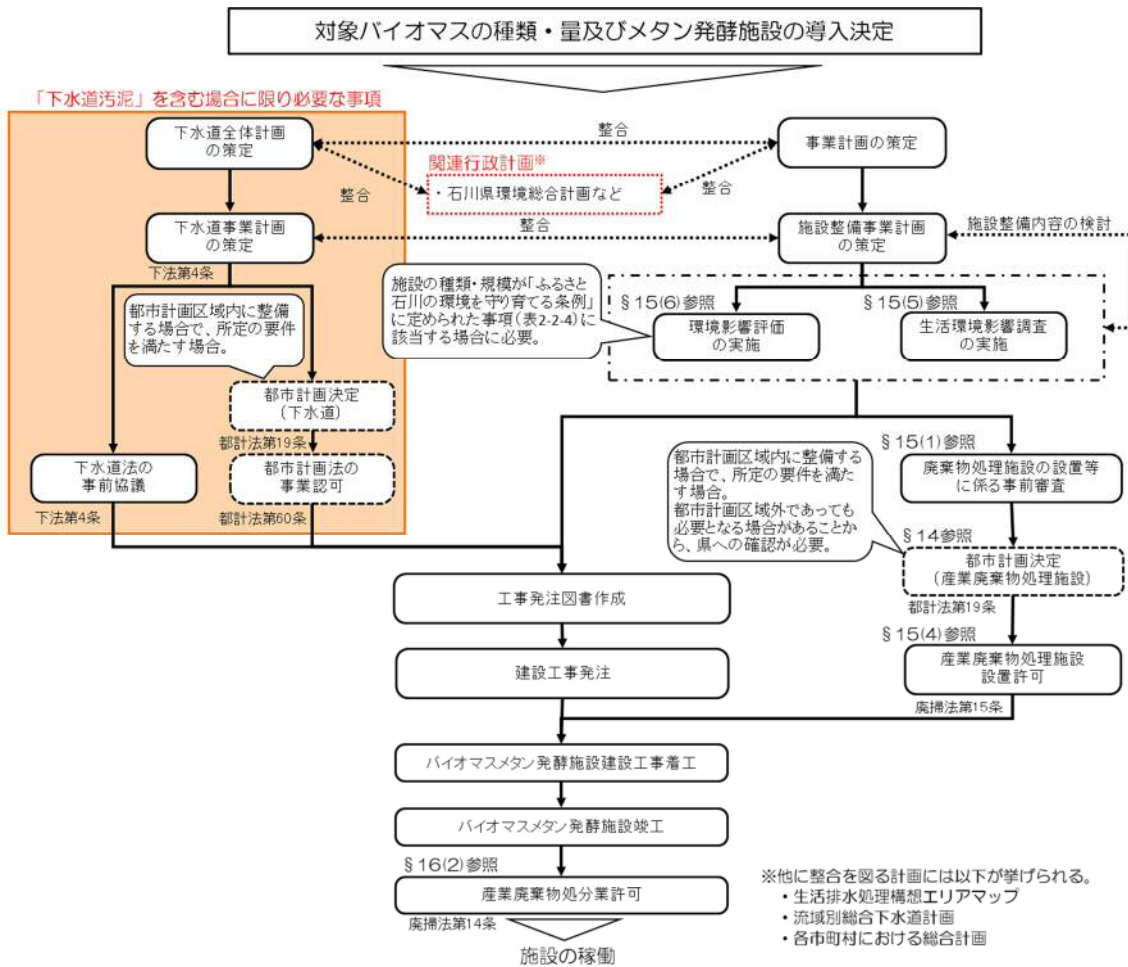 対象バイオマスの種類・量及びメタン発酵施設の導入決定
「下水道汚泥」を含む場合に限り必要な事項
下水道全体計画
の策定
整合
事業計画の策定
関連行政計画※
・石川県環境総合計画など
整合
整合
下水道事業計画
の策定
整合
施設整備事業計画
の策定
施設整備内容の検討
下法第4条
都市計画区域内に整備
する場合で、所定の要件
を満たす場合。
施設の種類・規模が「ふるさと
石川の環境を守り育てる条例」
に定められた事項(表2-2-4)に
該当する場合に必要。
§15(6)参照
環境影響評価
の実施
§15(5)参照
生活環境影響調査
の実施
都市計画決定
(下水道)
都計法第19条
下水道法の
事前協議
都市計画法の
事業認可
下法第4条
都計法第60条
都市計画区域内に整備する
場合で、所定の要件を満た
す場合。
都市計画区域外であっても
必要となる場合があることか
ら、県への確認が必要。
§15(1)参照
廃棄物処理施設の設置等
に係る事前審査
§14参照
都市計画決定
(産業廃棄物処理施設)
都計法第19条
§15(4)参照
産業廃棄物処理施設
設置許可
廃掃法第15条
工事発注図書作成
建設工事発注
バイオマスメタン発酵施設建設工事着工
バイオマスメタン発酵施設竣工
§16(2)参照
産業廃棄物処分業許可
廃掃法第14条
施設の稼働
※他に整合を図る計画には以下が挙げられる。
・生活排水処理構想エリアマップ
・流域別総合下水道計画
・各市町村における総合計画